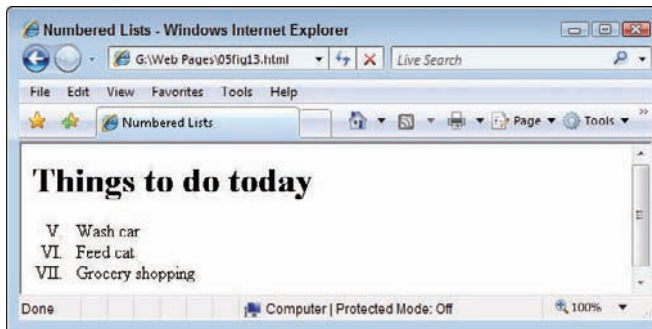 Numbered Lists - Windows Internet Explorer
G:\Web Pages\05fig13.html Live Search
File Edit View Favorites Tools Help
Numbered Lists Page Tools
Things to do today
V. Wash car
VI. Feed cat
VII. Grocery shopping
Done Computer | Protected Mode: Off 100%